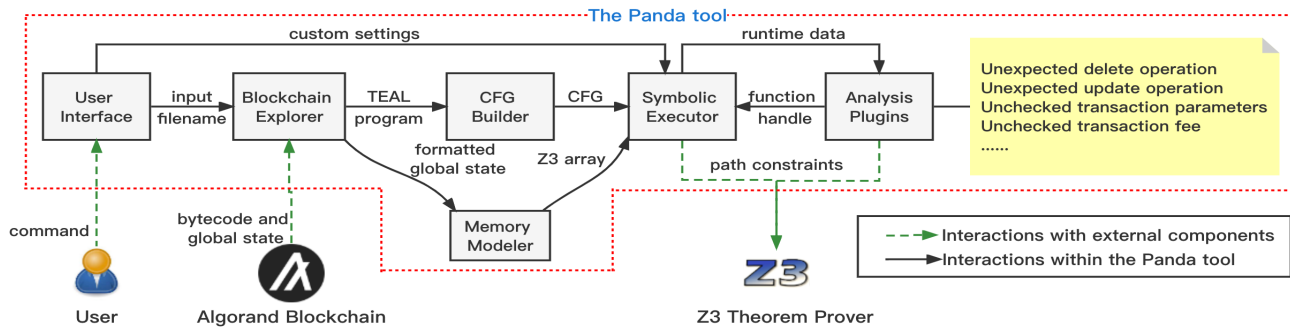 The Panda tool
custom settings
runtime data
User
Interface
input
filename
Blockchain
Explorer
TEAL
program
CFG
Builder
CFG
Symbolic
Executor
function
handle
Analysis
Plugins
Unexpected delete operation
Unexpected update operation
Unchecked transaction parameters
Unchecked transaction fee
......
formatted
global state
Z3 array
path constraints
Memory
Modeler
command
bytecode and
global state
Interactions with external components
Interactions within the Panda tool
Z3
User
Algorand Blockchain
Z3 Theorem Prover